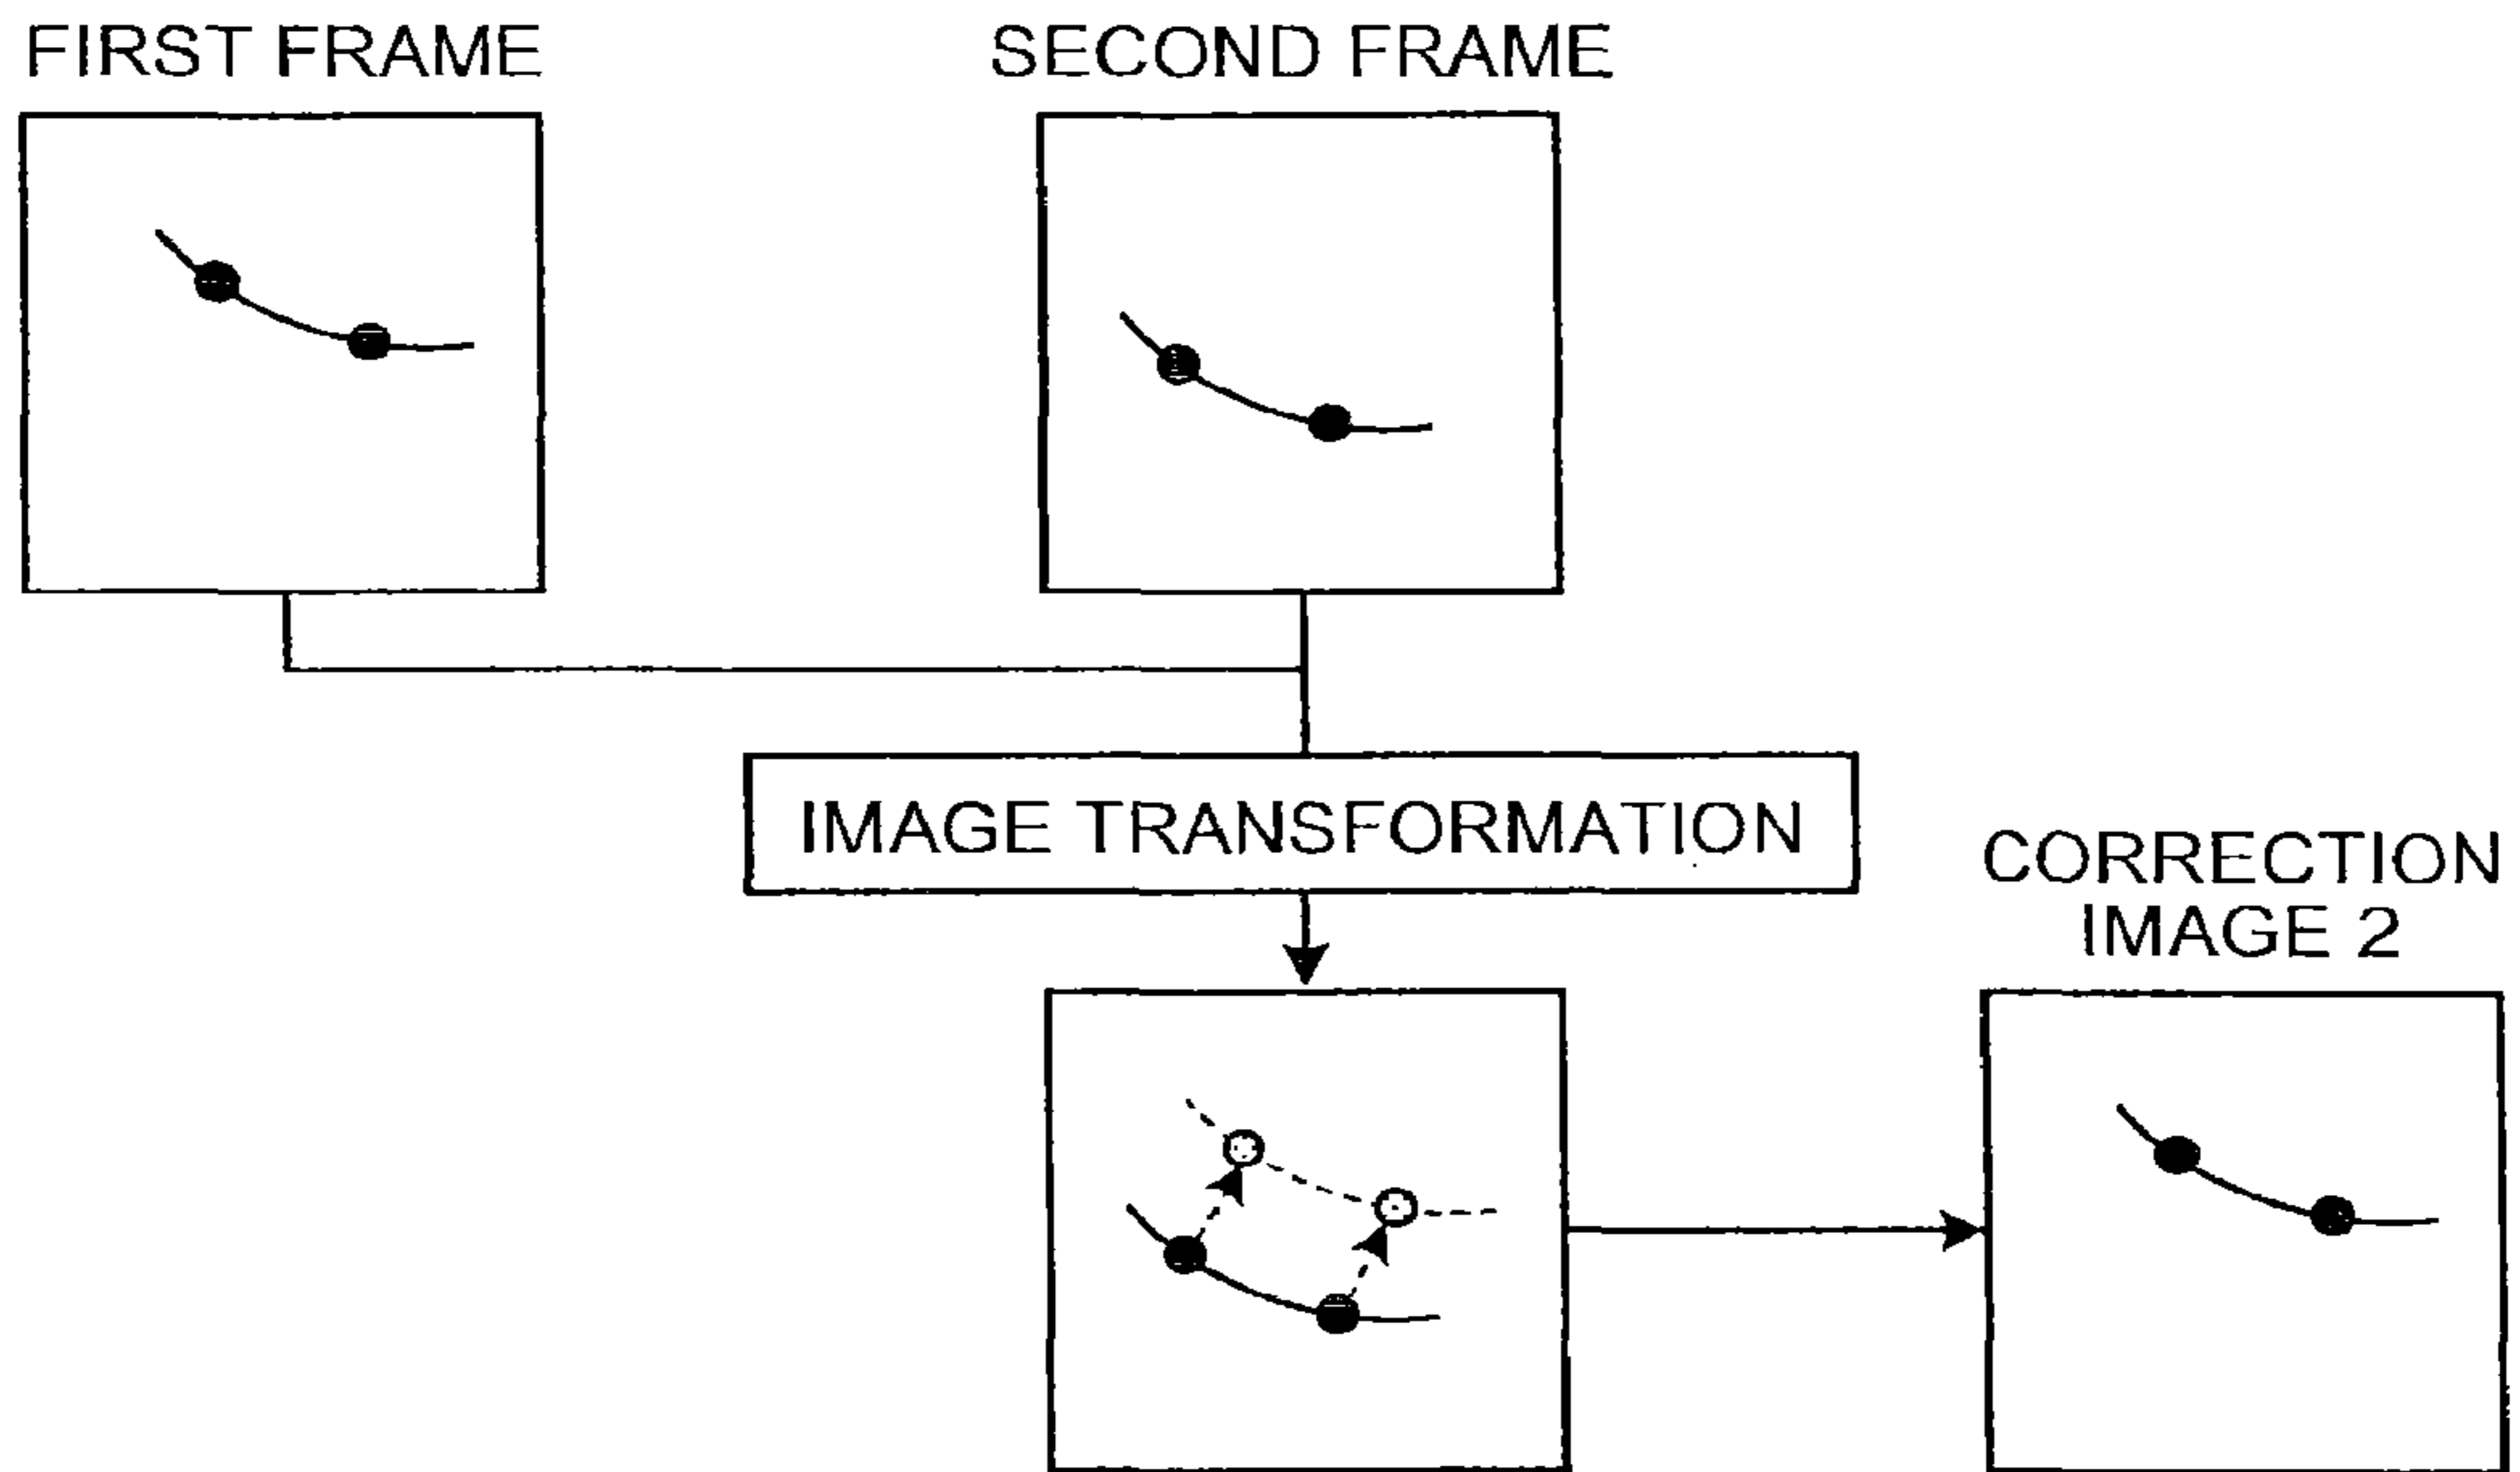 FIRST FRAME
SECOND FRAME
IMAGE TRANSFORMATION
CORRECTION
IMAGE 2